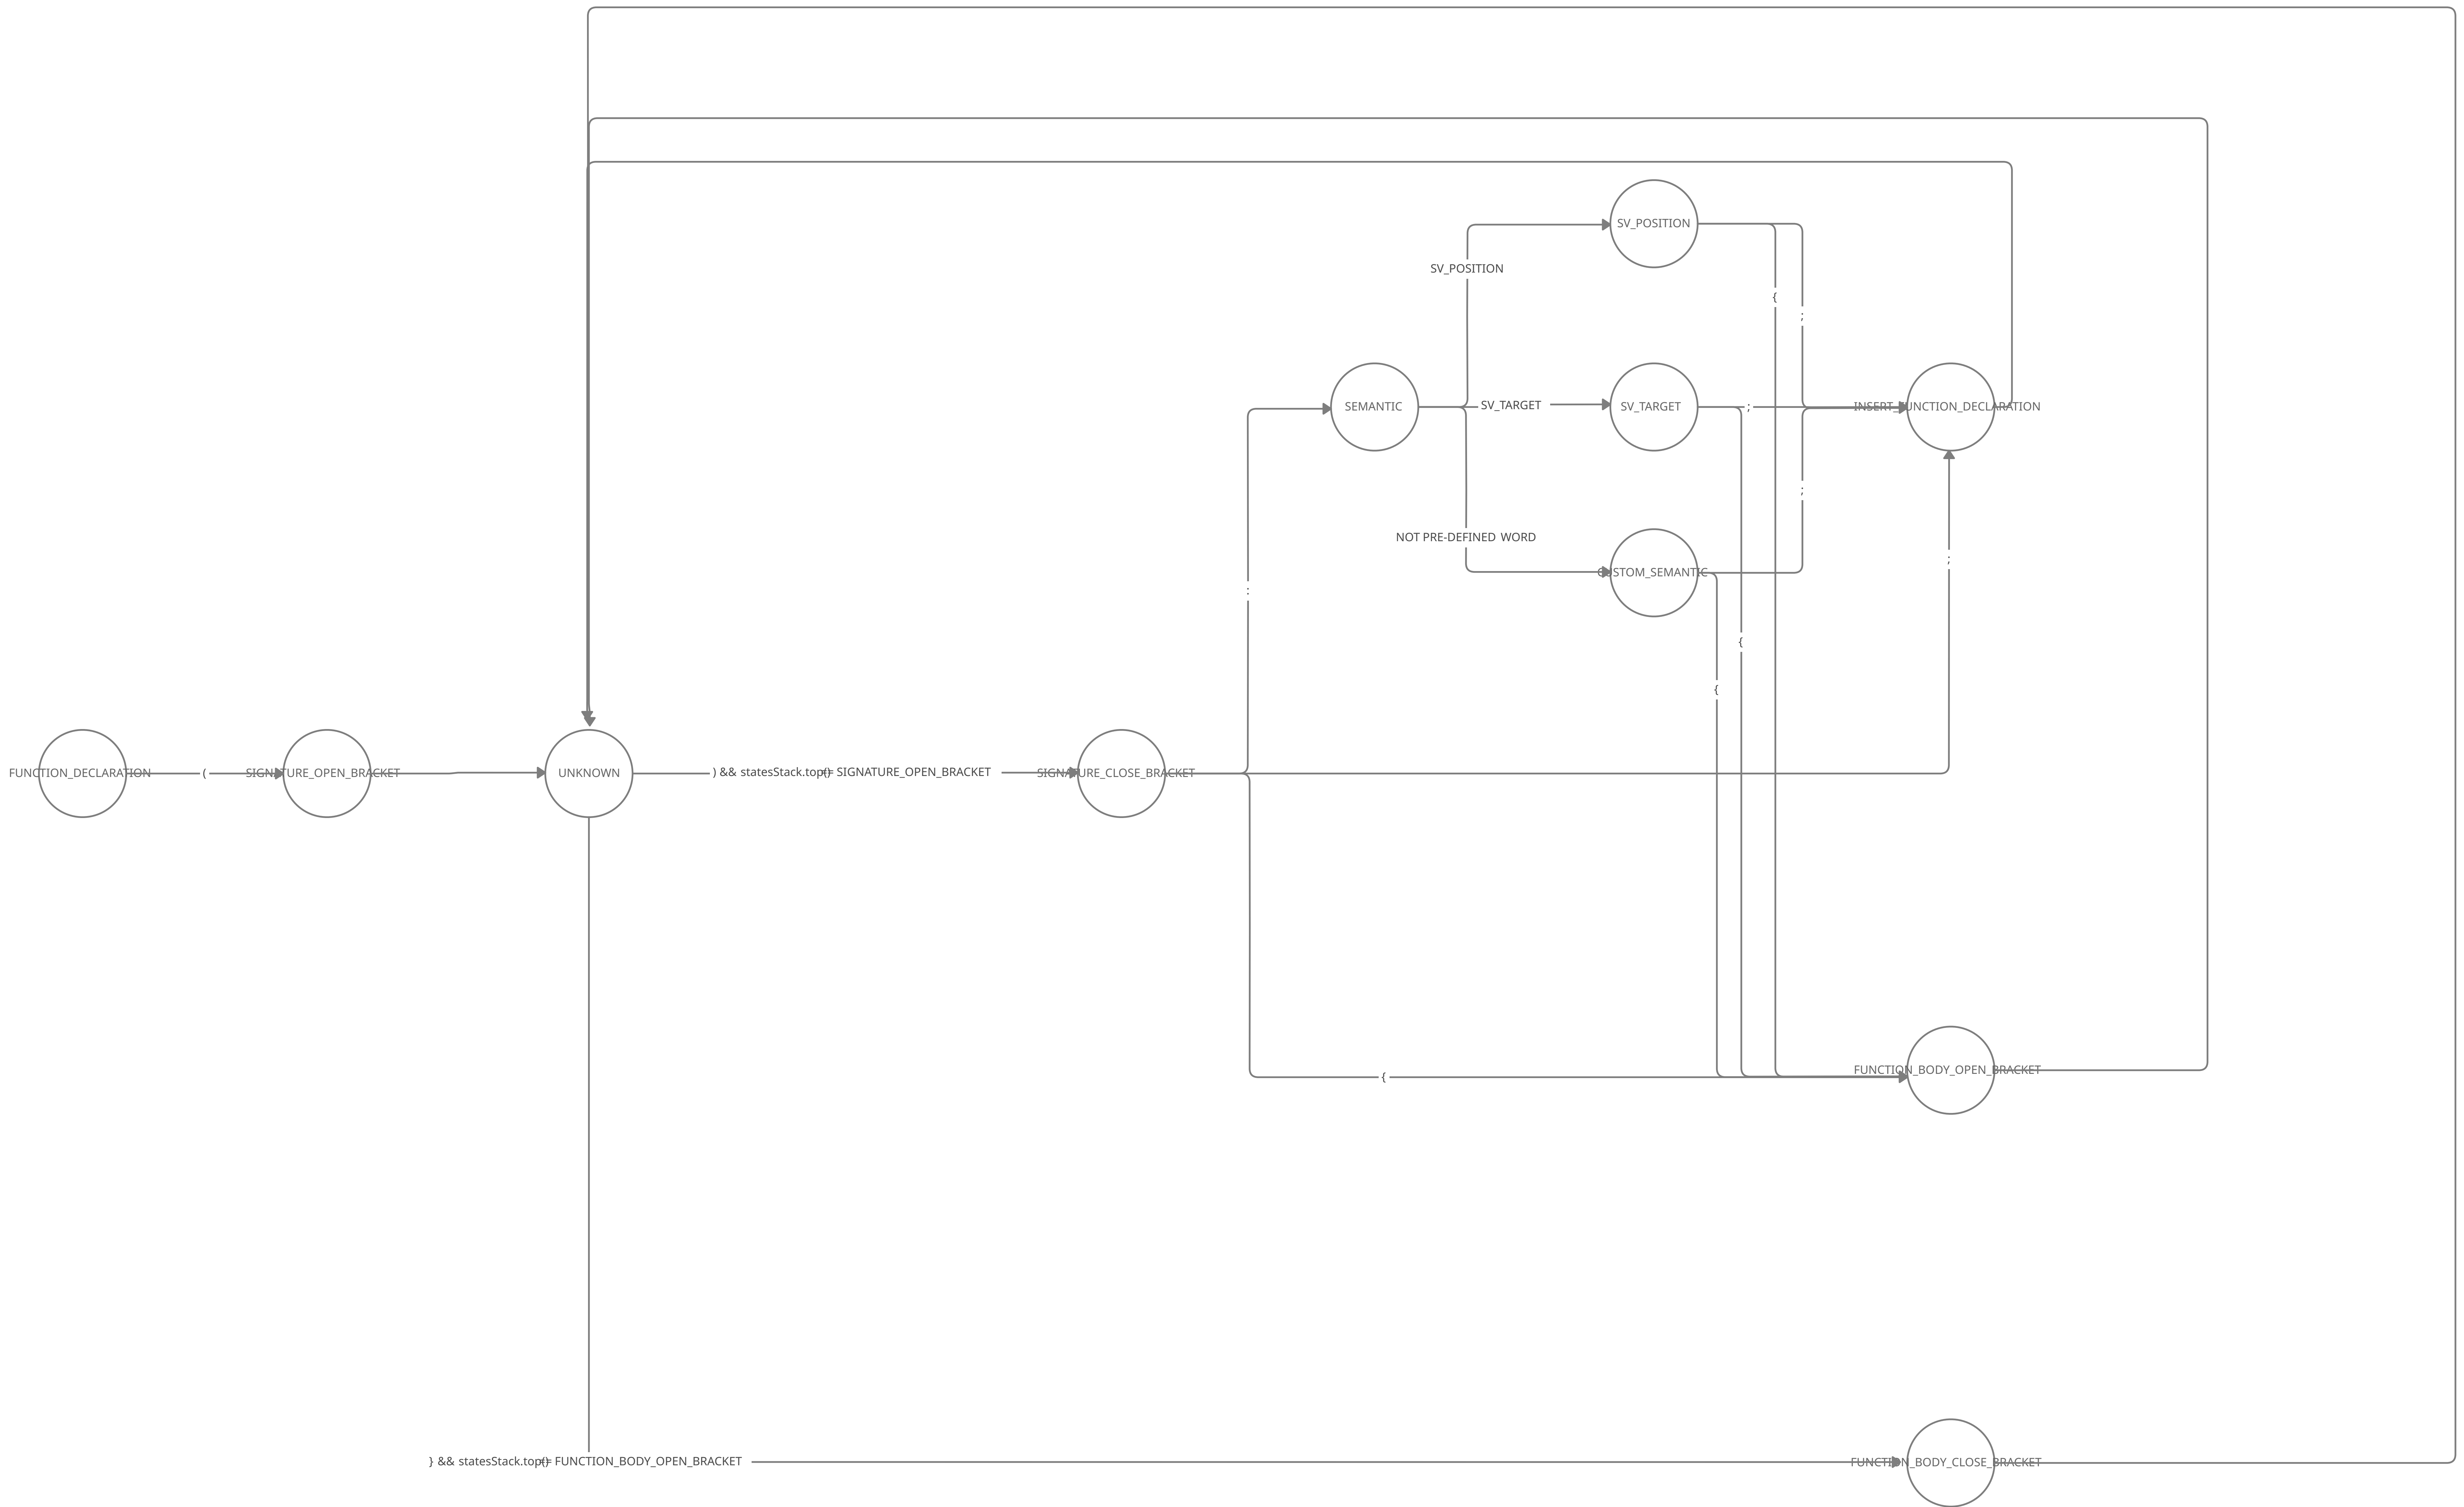 SV_POSITION
SV_POSITION
{
;
SEMANTIC
SV_TARGET
SV_TARGET
;
INSERT_FUNCTION_DECLARATION
;
NOT PRE-DEFINED WORD
;
CUSTOM_SEMANTIC
:
{
{
FUNCTION_DECLARATION
(
SIGNATURE_OPEN_BRACKET
UNKNOWN
) && statesStack.top() == SIGNATURE_OPEN_BRACKET
SIGNATURE_CLOSE_BRACKET
{
FUNCTION_BODY_OPEN_BRACKET
} && statesStack.top() == FUNCTION_BODY_OPEN_BRACKET
FUNCTION_BODY_CLOSE_BRACKET